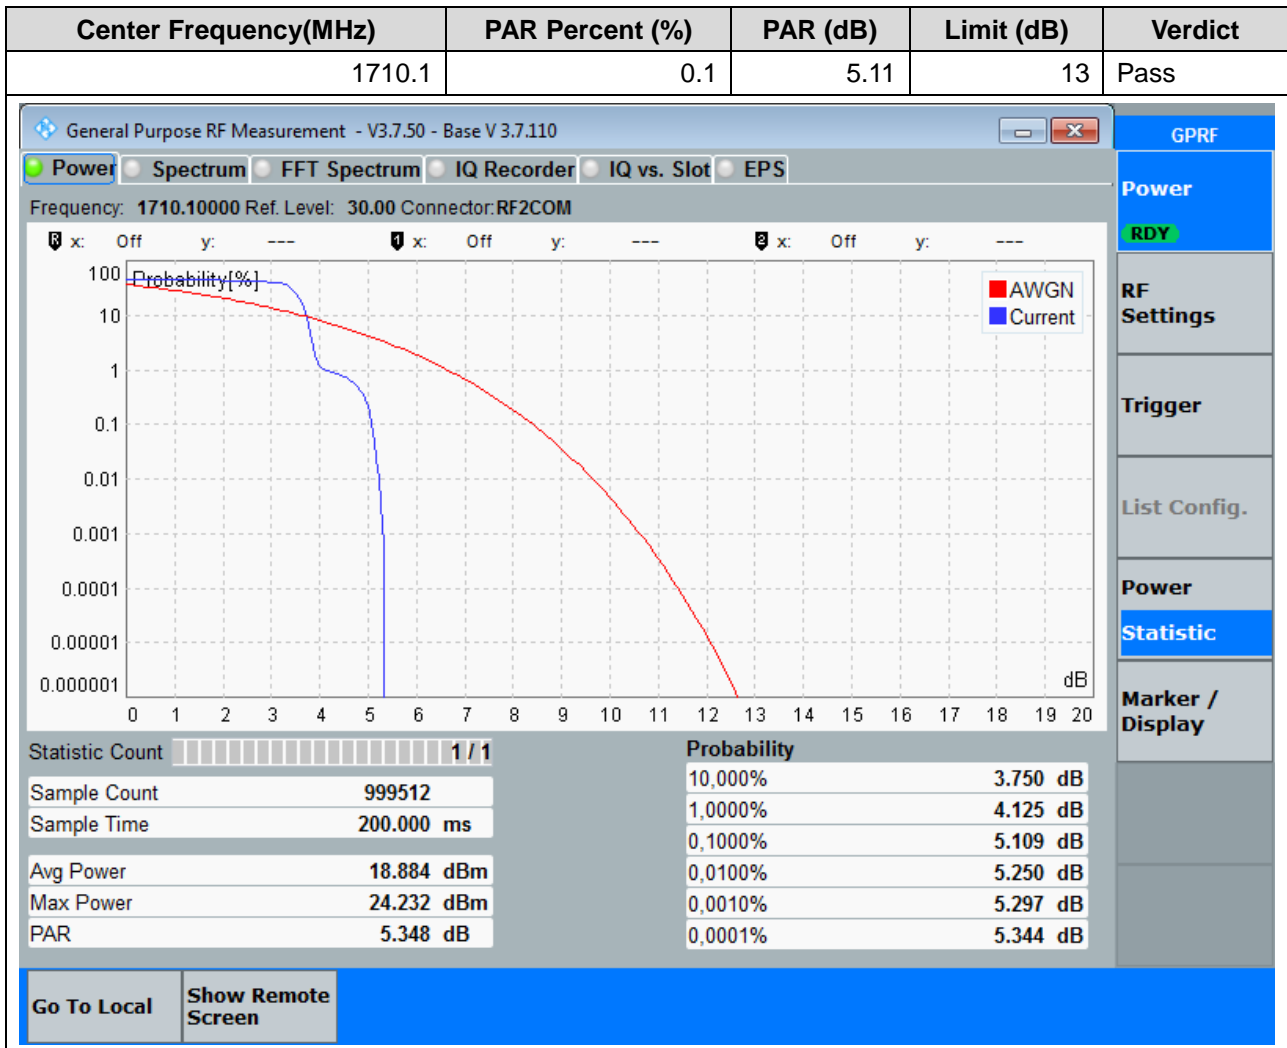 Center Frequency(MHz) PAR Percent (%) PAR (dB) Limit (dB) Verdict
1710.1 0.1 5.11 13 Pass
General Purpose RF Measurement - V3.7.50 - Base V 3.7.110
GPRF
Power Spectrum FFT Spectrum IQ Recorder IQ vs. Slot EPS
Frequency: 1710.10000 Ref. Level: 30.00 Connector: RF2COM
R x: Off y: --- 1 x: Off y: --- 2 x: Off y: ---
Probability[%]
AWGN
Current
100
10
1
0.1
0.01
0.001
0.0001
0.00001
0.000001
dB
0 1 2 3 4 5 6 7 8 9 10 11 12 13 14 15 16 17 18 19 20
Statistic Count 1 / 1
Sample Count 999512
Sample Time 200.000 ms
Avg Power 18.884 dBm
Max Power 24.232 dBm
PAR 5.348 dB
Probability
10,000% 3.750 dB
1,0000% 4.125 dB
0,1000% 5.109 dB
0,0100% 5.250 dB
0,0010% 5.297 dB
0,0001% 5.344 dB
Power
RDY
RF
Settings
Trigger
List Config.
Power
Statistic
Marker /
Display
Go To Local
Show Remote
Screen